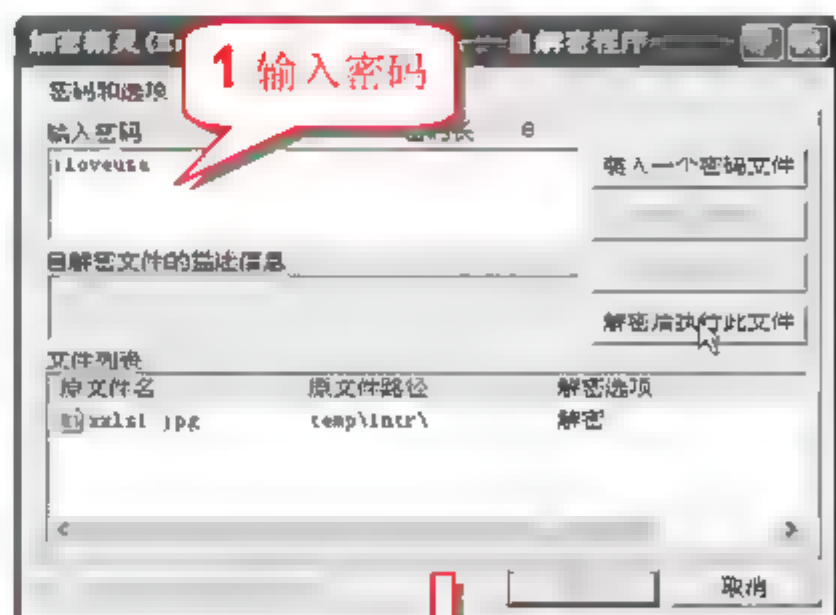 加密精灵 自解密程序
1 输入密码
密码和选项
输入密码 8
载入一个密码文件
自解密文件的描述信息
解密后执行此文件
文件列表
原文件名 原文件路径 解密选项
jpg temp\intr\ 解密
取消